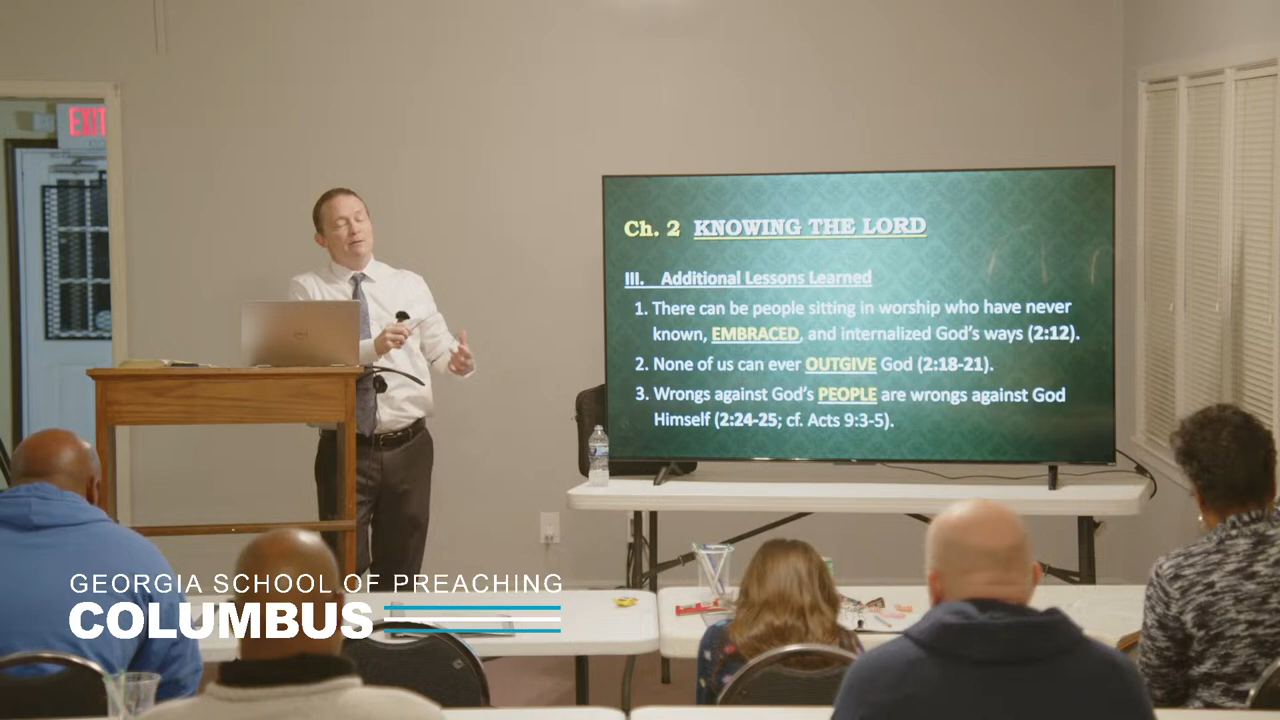 EXIT
Ch. 2 KNOWING THE LORD
III. Additional Lessons Learned
1. There can be people sitting in worship who have never
known, EMBRACED, and internalized God's ways (2:12).
2. None of us can ever OUTGIVE God (2:18-21).
3. Wrongs against God's PEOPLE are wrongs against God
Himself (2:24-25; cf. Acts 9:3-5).
GEORGIA SCHOOL OF PREACHING
COLUMBUS